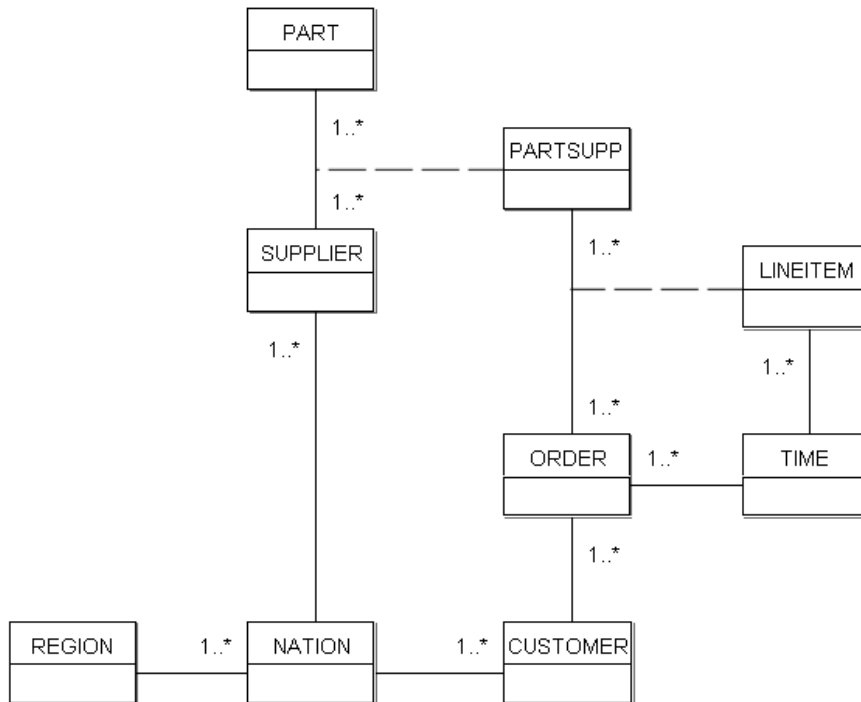 PART
1..*
PARTSUPP
1..*
SUPPLIER
1..*
LINEITEM
1..*
1..*
1..*
ORDER
1..*
TIME
1..*
REGION
1..*
NATION
1..*
CUSTOMER